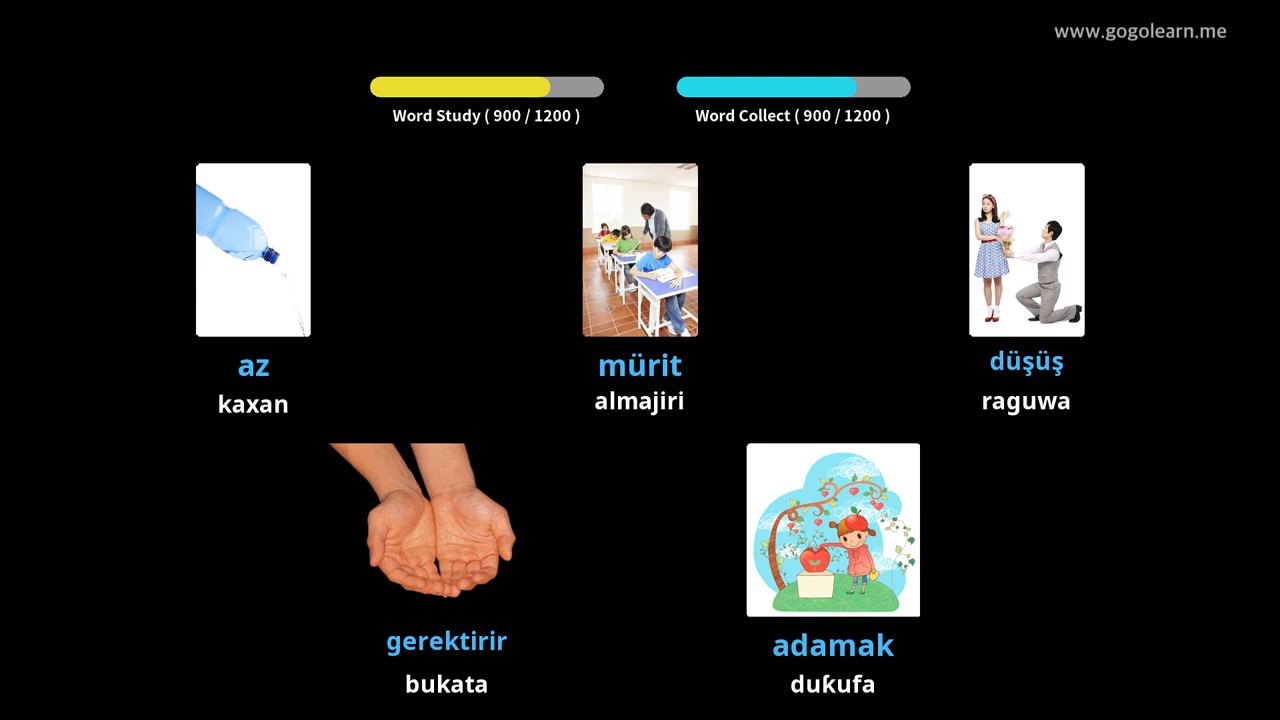 www.gogolearn.me
Word Study ( 900 / 1200 )
Word Collect ( 900 / 1200 )
az
kaxan
mürit
almajiri
düşüş
raguwa
gerektirir
bukata
adamak
duƙufa